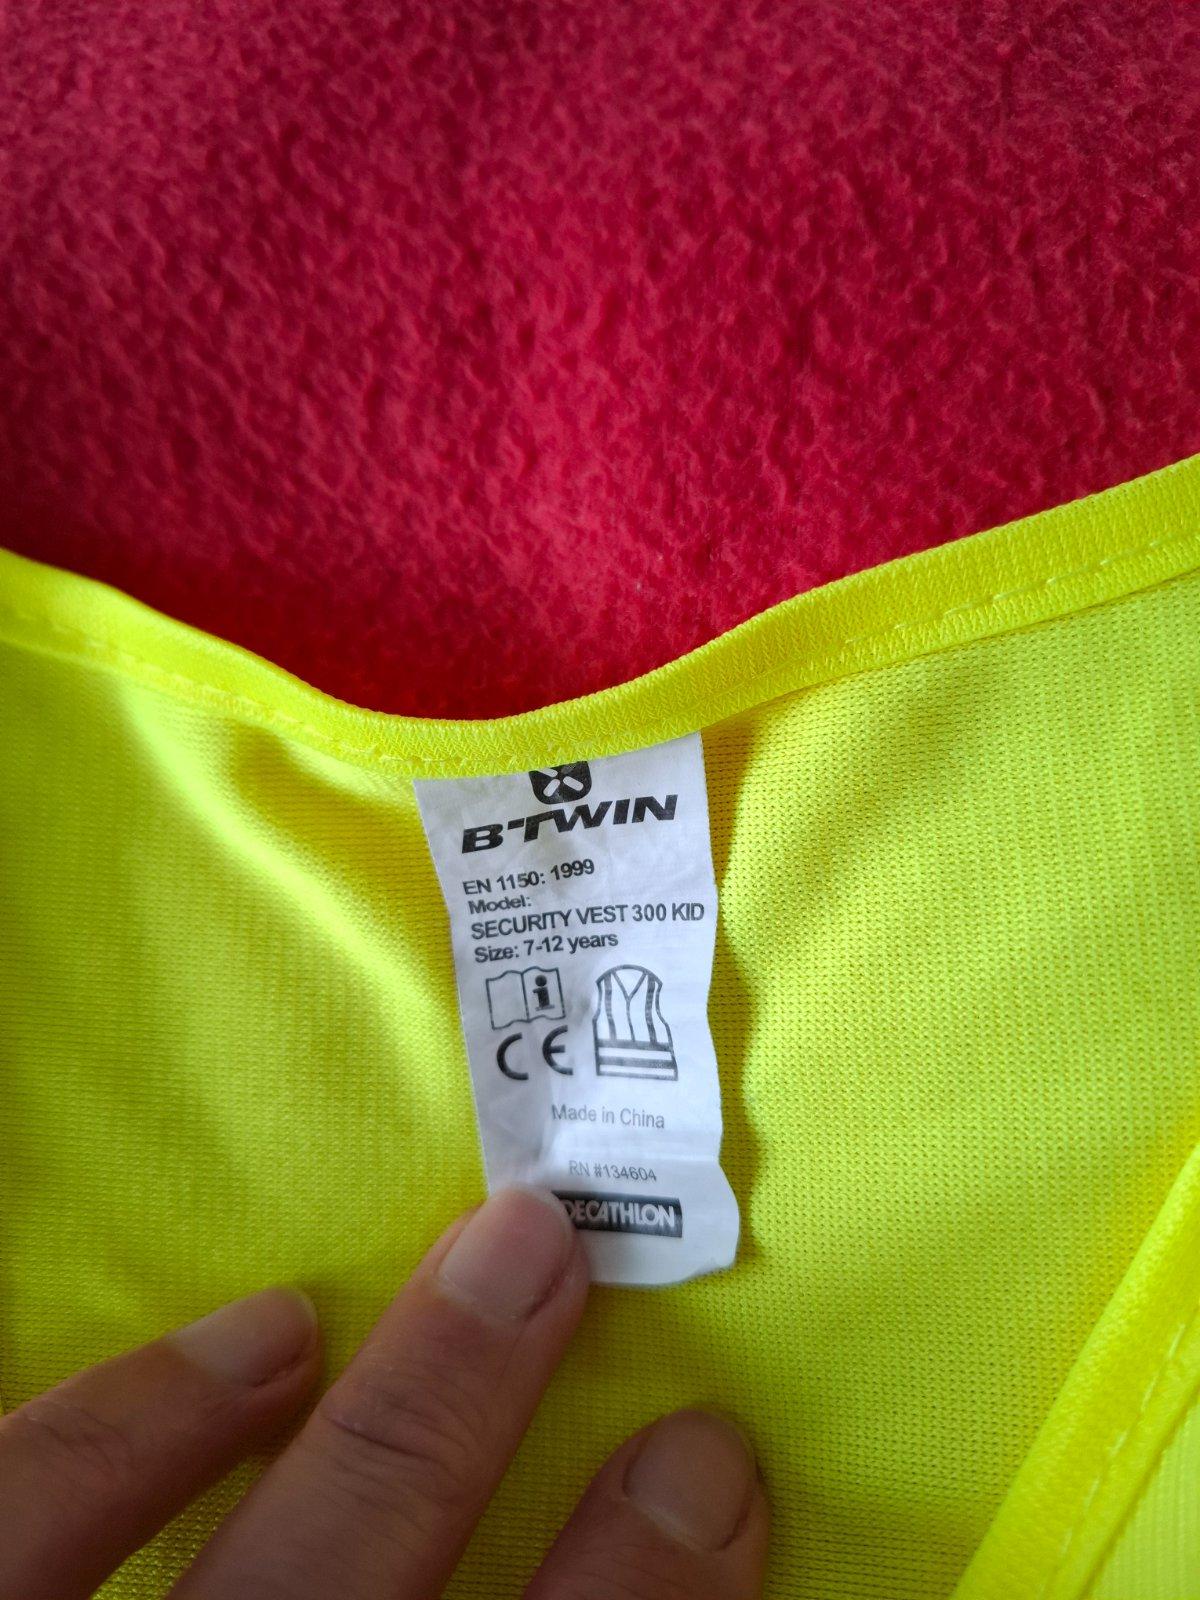 B'TWIN
EN 1150: 1999
Model:
SECURITY VEST 300 KID
Size: 7-12 years
i
CE
Made in China
RN #134604
DECATHLON